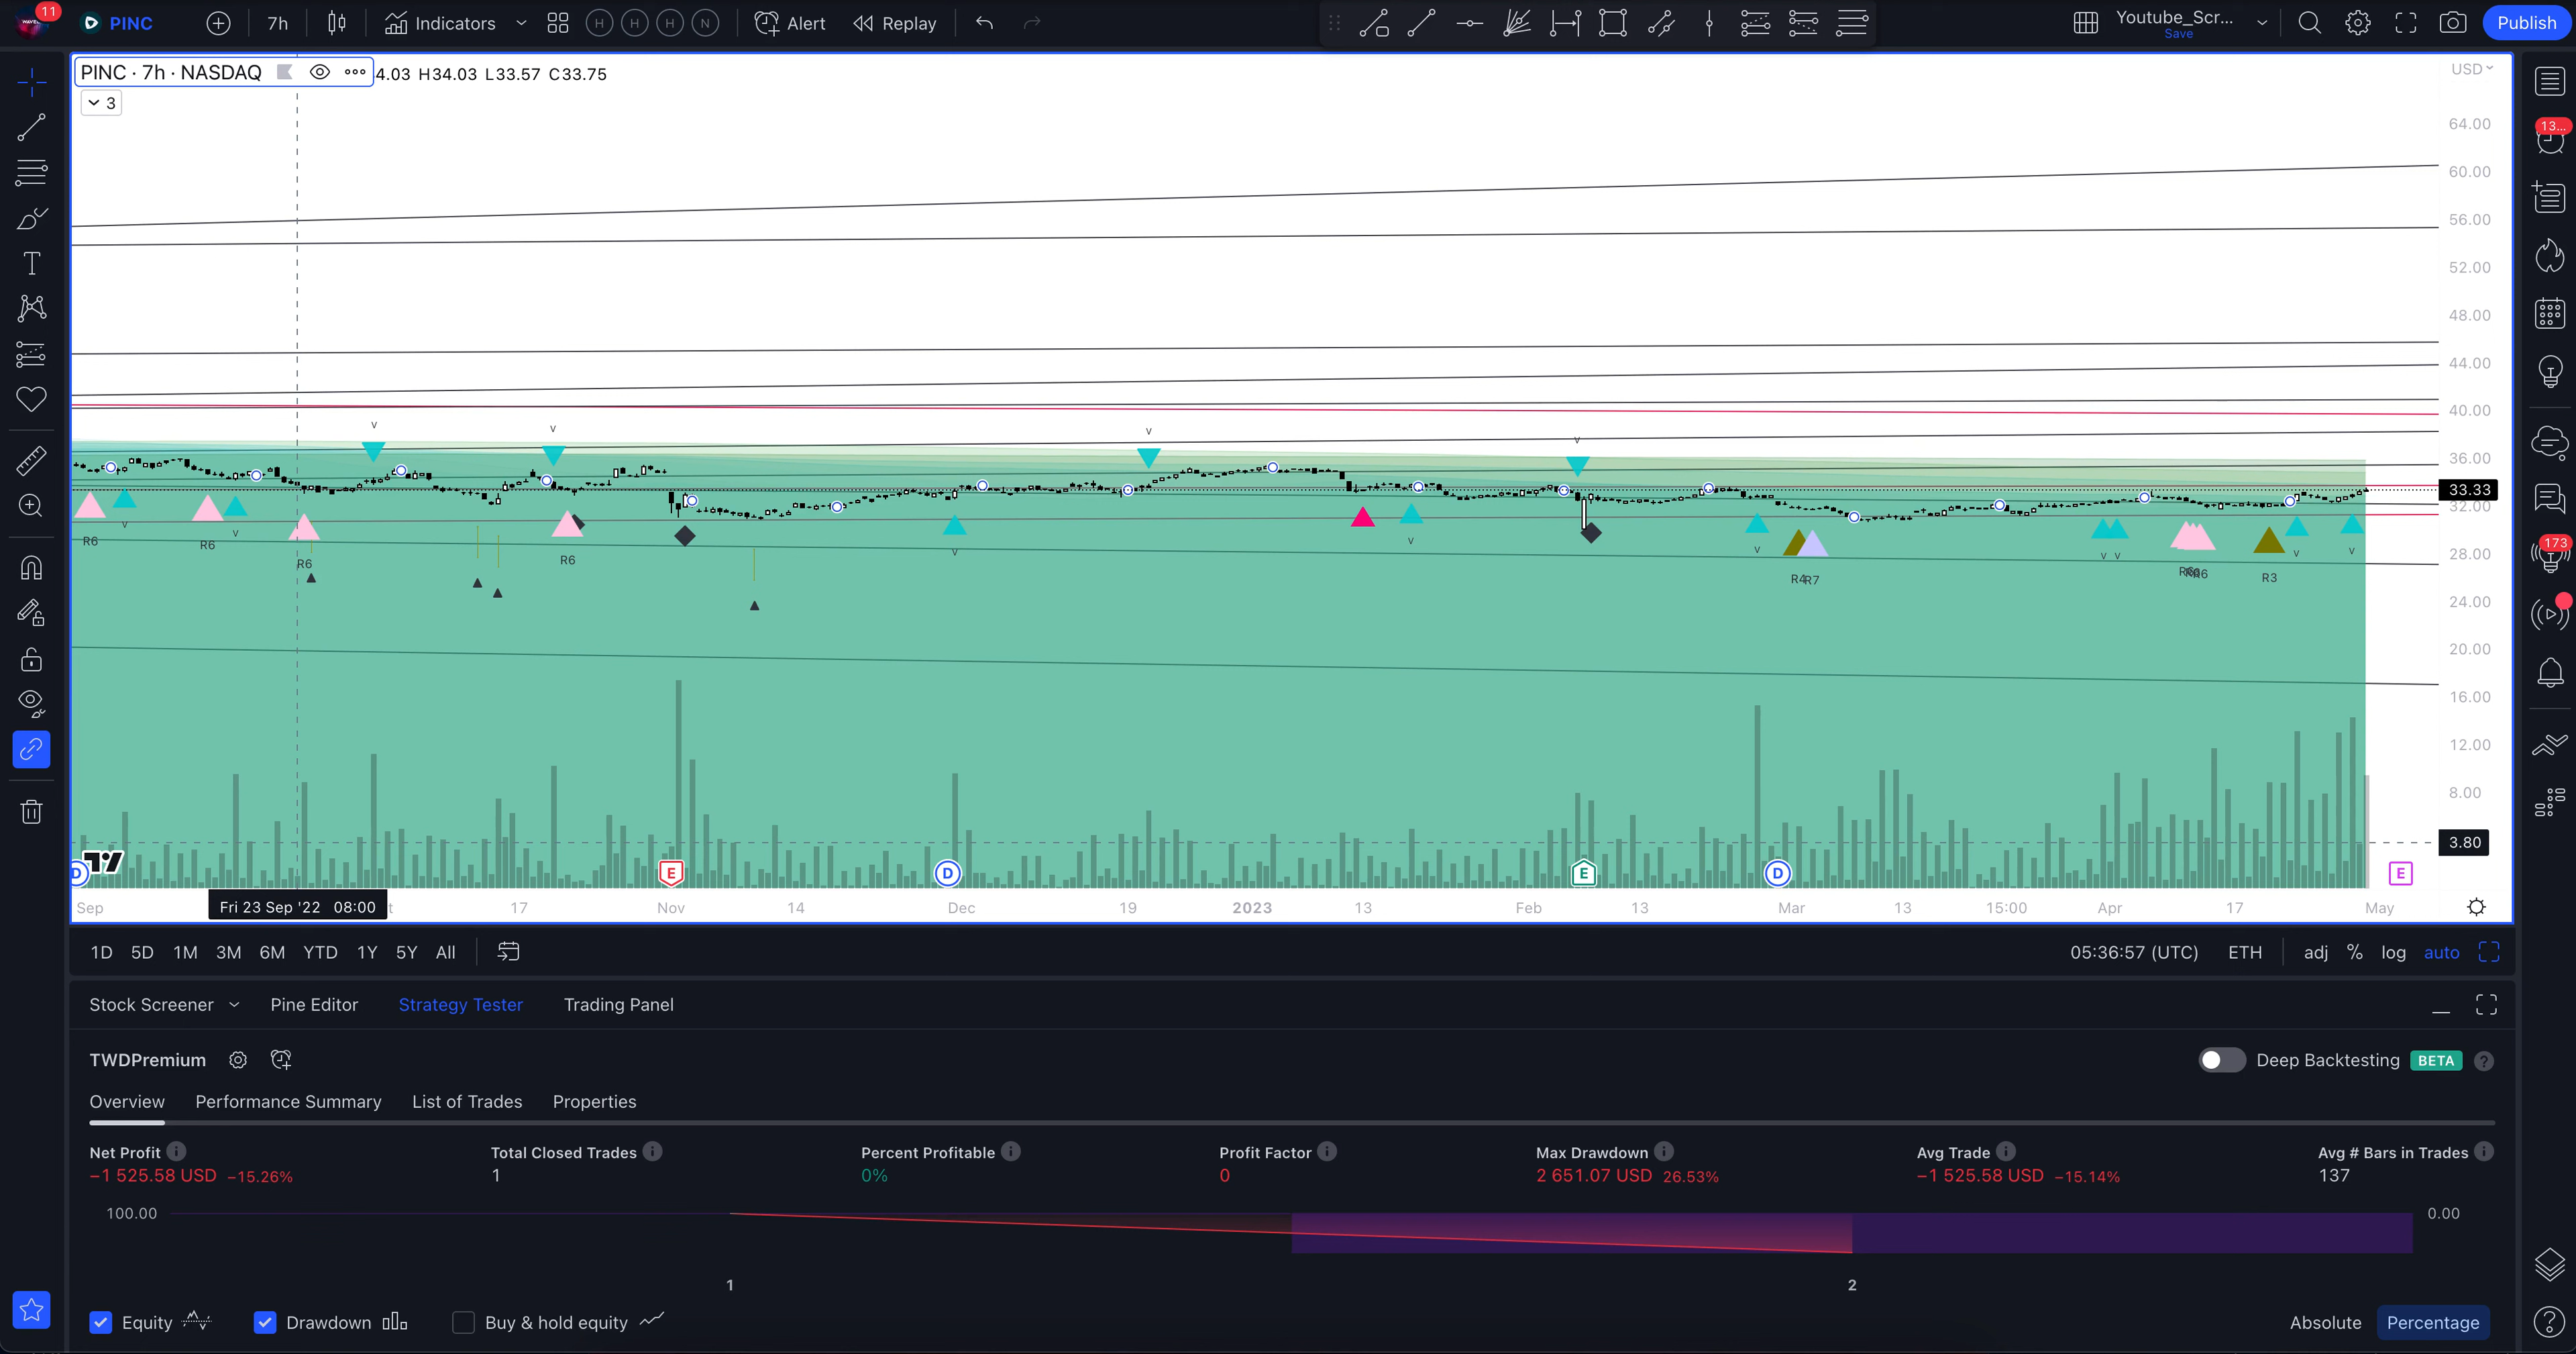 11
PINC
7h
Indicators
H H H N
Alert
Replay
Youtube_Scr...
Save
Publish
PINC · 7h · NASDAQ
4.03 H34.03 L33.57 C33.75
3
USD
64.00
60.00
56.00
52.00
48.00
44.00
40.00
36.00
33.33
32.00
28.00
24.00
20.00
16.00
12.00
8.00
3.80
13...
173
v v v v
R6 v R6 v R6 R6 v v v R4 R7 v v R6 R3 v v
D E D E D E
Sep Fri 23 Sep '22 08:00 t 17 Nov 14 Dec 19 2023 13 Feb 13 Mar 13 15:00 Apr 17 May
1D 5D 1M 3M 6M YTD 1Y 5Y All
05:36:57 (UTC) ETH adj % log auto
Stock Screener Pine Editor Strategy Tester Trading Panel
TWDPremium
Deep Backtesting BETA ?
Overview Performance Summary List of Trades Properties
Net Profit Total Closed Trades Percent Profitable Profit Factor Max Drawdown Avg Trade Avg # Bars in Trades
−1 525.58 USD −15.26% 1 0% 0 2 651.07 USD 26.53% −1 525.58 USD −15.14% 137
100.00 0.00
1 2
Equity Drawdown Buy & hold equity Absolute Percentage